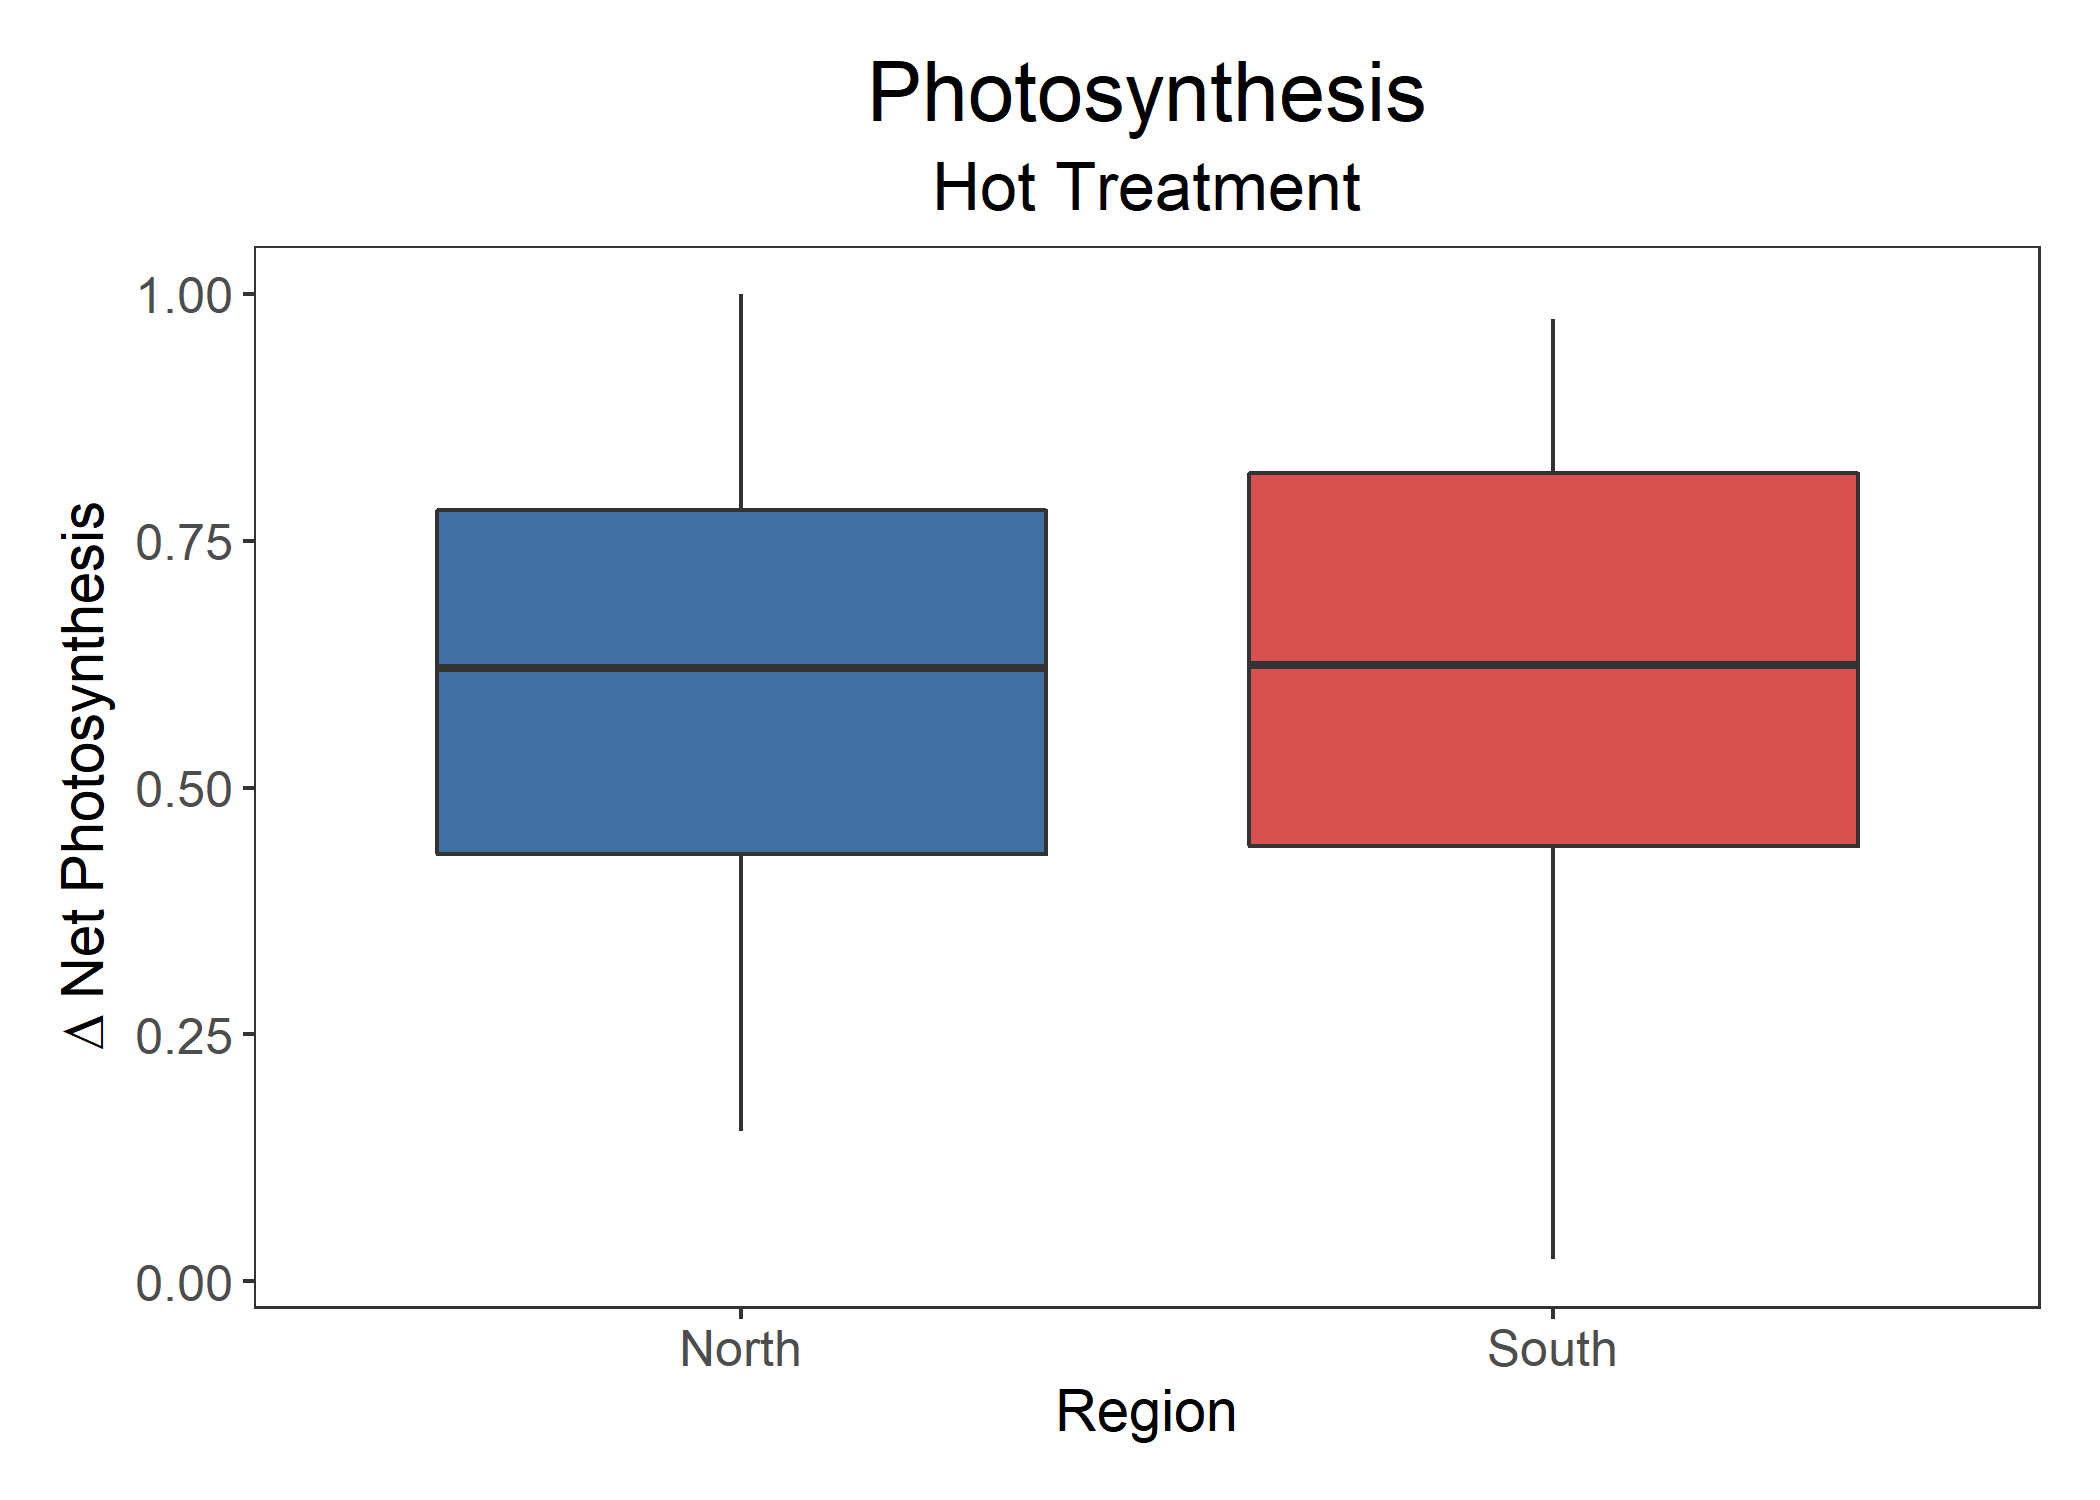 Photosynthesis
Hot Treatment
Δ Net Photosynthesis
1.00
0.75
0.50
0.25
0.00
North
South
Region